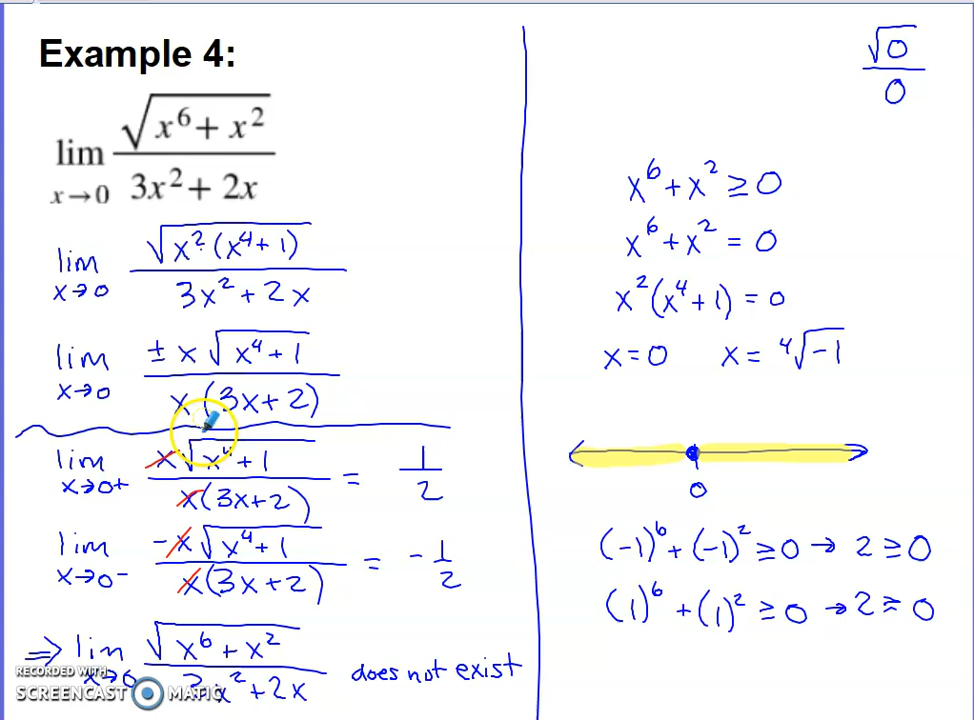 Example 4:
lim x→0 √(x⁶ + x²) / (3x² + 2x)
lim x→0 √(x²(x⁴+1)) / (3x² + 2x)
lim x→0 ± x √(x⁴+1) / (x(3x+2))
lim x→0+ x√(x⁴+1) / (x(3x+2)) = 1/2
lim x→0- -x√(x⁴+1) / (x(3x+2)) = -1/2
⇒ lim x→0 √(x⁶ + x²) / (3x² + 2x) does not exist
RECORDED WITH
SCREENCAST MATIC
√0 / 0
x⁶ + x² ≥ 0
x⁶ + x² = 0
x²(x⁴+1) = 0
x = 0 x = ⁴√-1
0
(-1)⁶ + (-1)² ≥ 0 → 2 ≥ 0
(1)⁶ + (1)² ≥ 0 → 2 ≥ 0